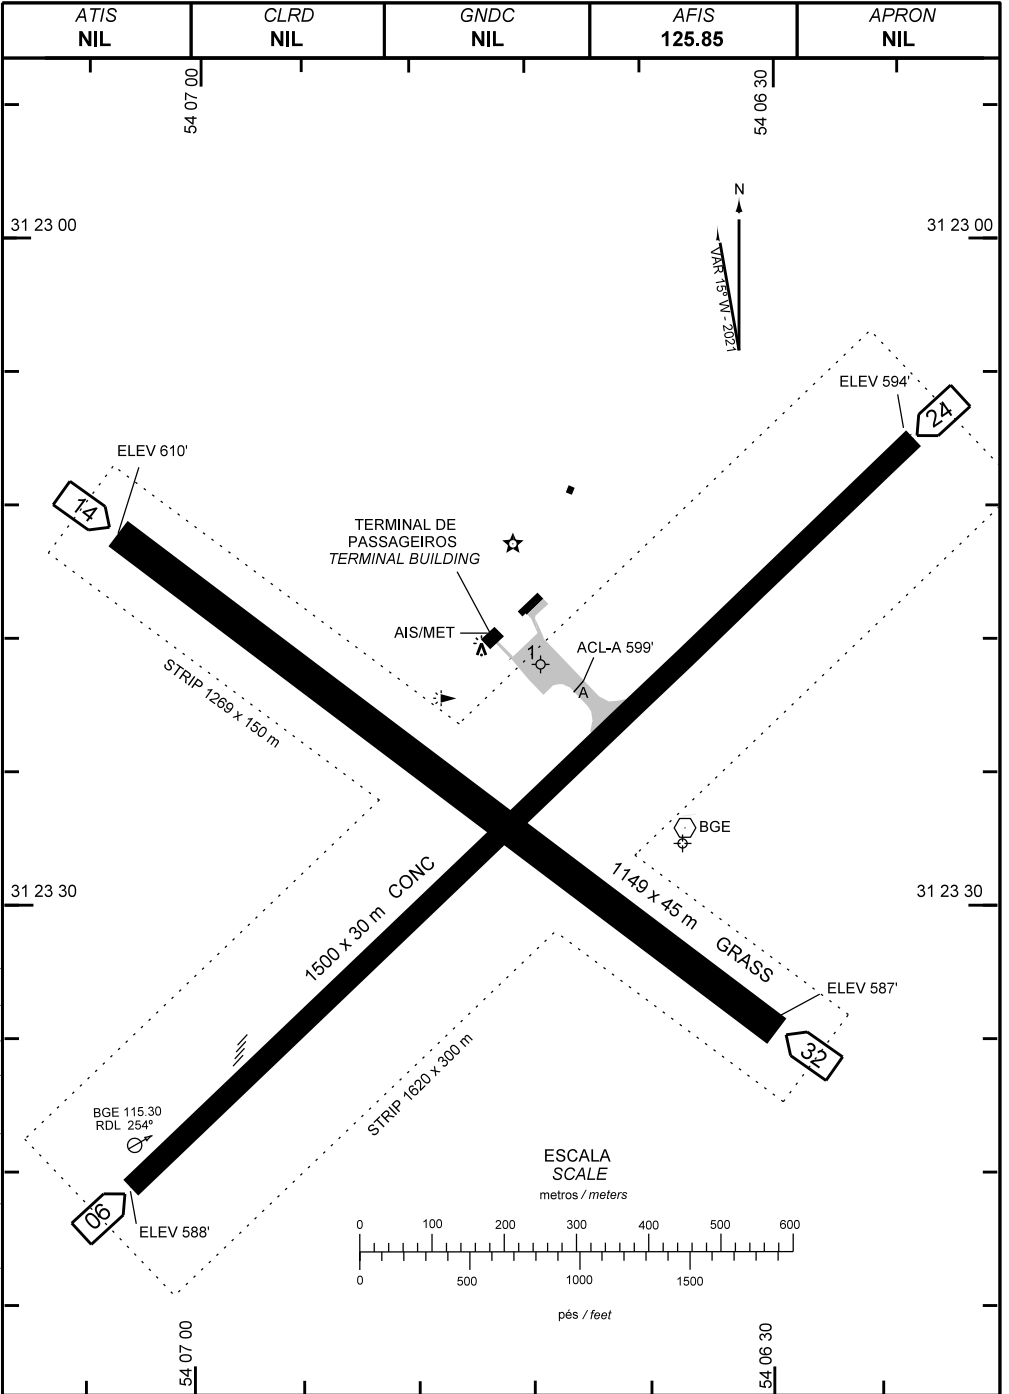 ATIS
NIL
CLRD
NIL
GNDC
NIL
AFIS
125.85
APRON
NIL
54 07 00
54 06 30
N
VAR 15º W - 2021
31 23 00
31 23 00
ELEV 594'
24
ELEV 610'
14
TERMINAL DE
PASSAGEIROS
TERMINAL BUILDING
AIS/MET
1
ACL-A 599'
A
STRIP 1269 x 150 m
BGE
31 23 30
31 23 30
1500 x 30 m CONC
1149 x 45 m GRASS
ELEV 587'
32
STRIP 1620 x 300 m
BGE 115.30
RDL 254º
06
ELEV 588'
ESCALA
SCALE
metros / meters
0 100 200 300 400 500 600
0 500 1000 1500
pés / feet
54 07 00
54 06 30